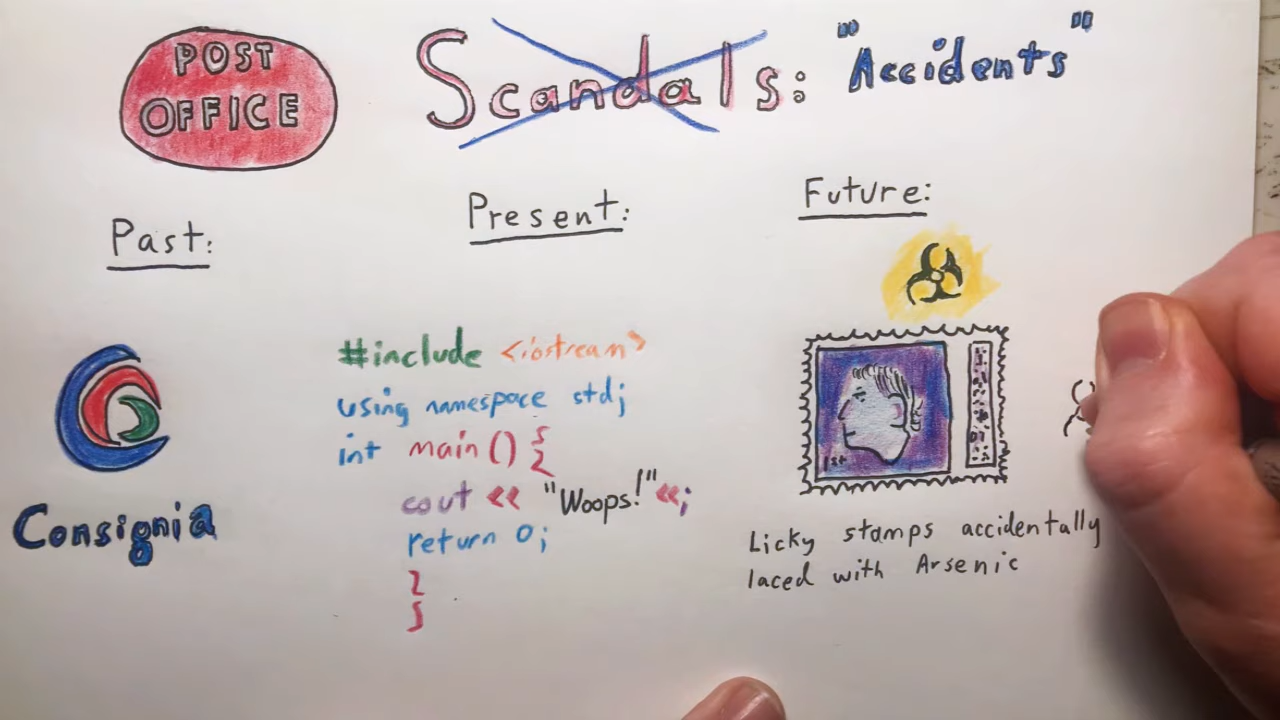 POST
OFFICE
Scandals: "Accidents"
Past:
Present:
Future:
Consignia
#include <iostream>
using namespace std;
int main() {
cout << "Woops!"<<;
return 0;
}
1st
Licky stamps accidentally
laced with Arsenic